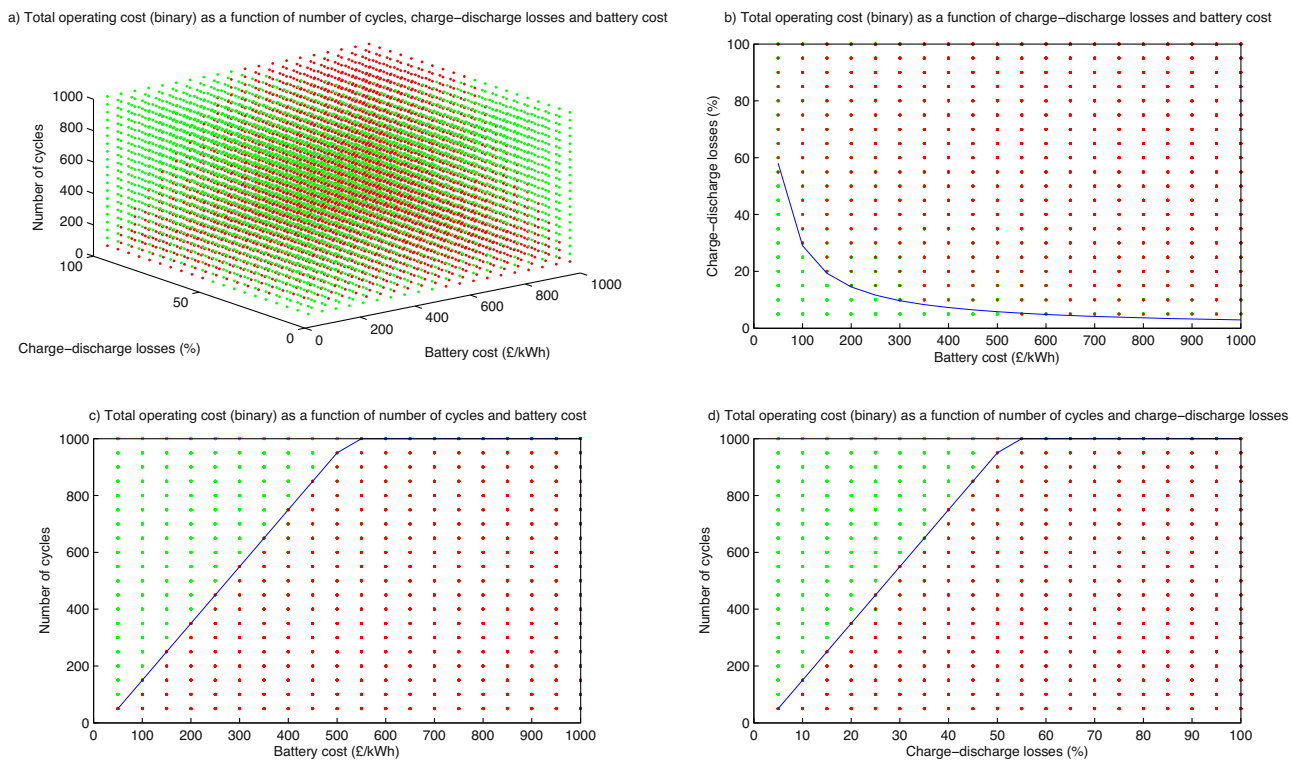 a) Total operating cost (binary) as a function of number of cycles, charge−discharge losses and battery cost
1000
800
600
400
200
0
Number of cycles
100
50
0
Charge−discharge losses (%)
0
200
400
600
800
1000
Battery cost (£/kWh)
b) Total operating cost (binary) as a function of charge−discharge losses and battery cost
100
80
60
40
20
0
Charge−discharge losses (%)
0 100 200 300 400 500 600 700 800 900 1000
Battery cost (£/kWh)
c) Total operating cost (binary) as a function of number of cycles and battery cost
1000
800
600
400
200
0
Number of cycles
0 100 200 300 400 500 600 700 800 900 1000
Battery cost (£/kWh)
d) Total operating cost (binary) as a function of number of cycles and charge−discharge losses
1000
800
600
400
200
0
Number of cycles
0 10 20 30 40 50 60 70 80 90 100
Charge−discharge losses (%)